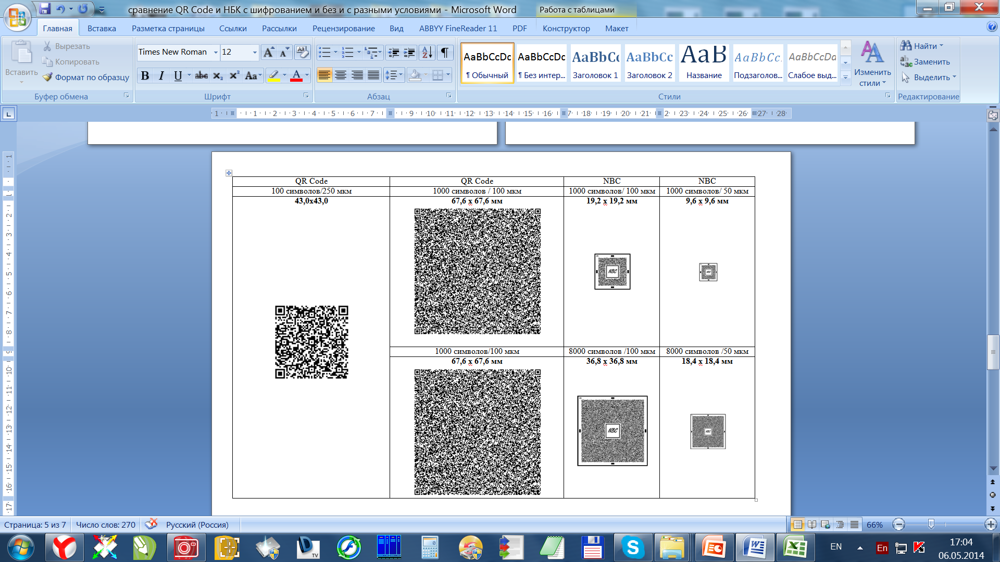 сравнение QR Code и НБК с шифрованием и без и с разными условиями - Microsoft Word
Работа с таблицами
Главная Вставка Разметка страницы Ссылки Рассылки Рецензирование Вид ABBYY FineReader 11 PDF Конструктор Макет
Вставить
Вырезать
Копировать
Формат по образцу
Буфер обмена
Times New Roman 12
Шрифт
Абзац
AaBbCcDc AaBbCcDc AaBbCc AaBbCc AaB AaBbCc. AaBbCcDa
¶ Обычный ¶ Без интер... Заголовок 1 Заголовок 2 Название Подзаголов... Слабое выд...
Стили
Изменить стили
Найти
Заменить
Выделить
Редактирование
QR Code QR Code NBC NBC
100 символов/250 мкм 1000 символов / 100 мкм 1000 символов/ 100 мкм 1000 символов/ 50 мкм
43,0х43,0 67,6 х 67,6 мм 19,2 х 19,2 мм 9,6 х 9,6 мм
NBC NBC
1000 символов/100 мкм 8000 символов /100 мкм 8000 символов /50 мкм
67,6 х 67,6 мм 36,8 х 36,8 мм 18,4 х 18,4 мм
NBC NBC
Страница: 5 из 7 Число слов: 270 Русский (Россия) 66%
TV
EN En 17:04
06.05.2014